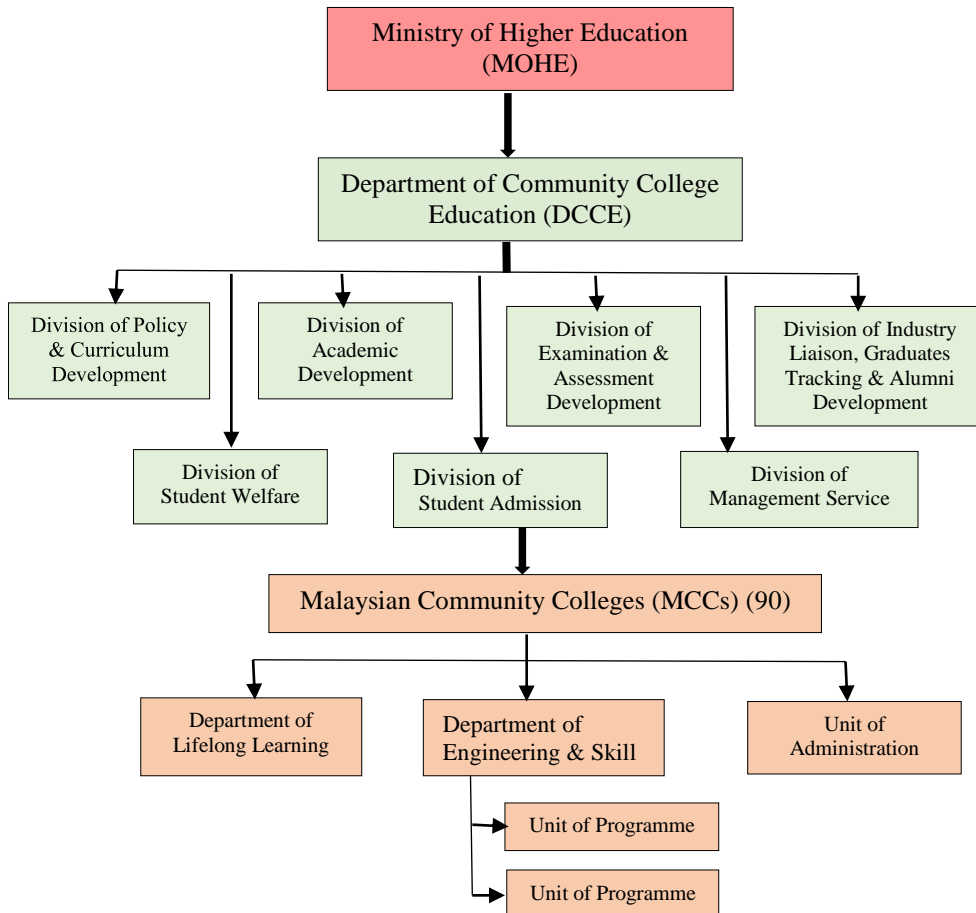 Ministry of Higher Education
(MOHE)
Department of Community College
Education (DCCE)
Division of Policy
& Curriculum
Development
Division of
Academic
Development
Division of
Examination &
Assessment
Development
Division of Industry
Liaison, Graduates
Tracking & Alumni
Development
Division of
Student Welfare
Division of
Student Admission
Division of
Management Service
Malaysian Community Colleges (MCCs) (90)
Department of
Lifelong Learning
Department of
Engineering & Skill
Unit of
Administration
Unit of Programme
Unit of Programme